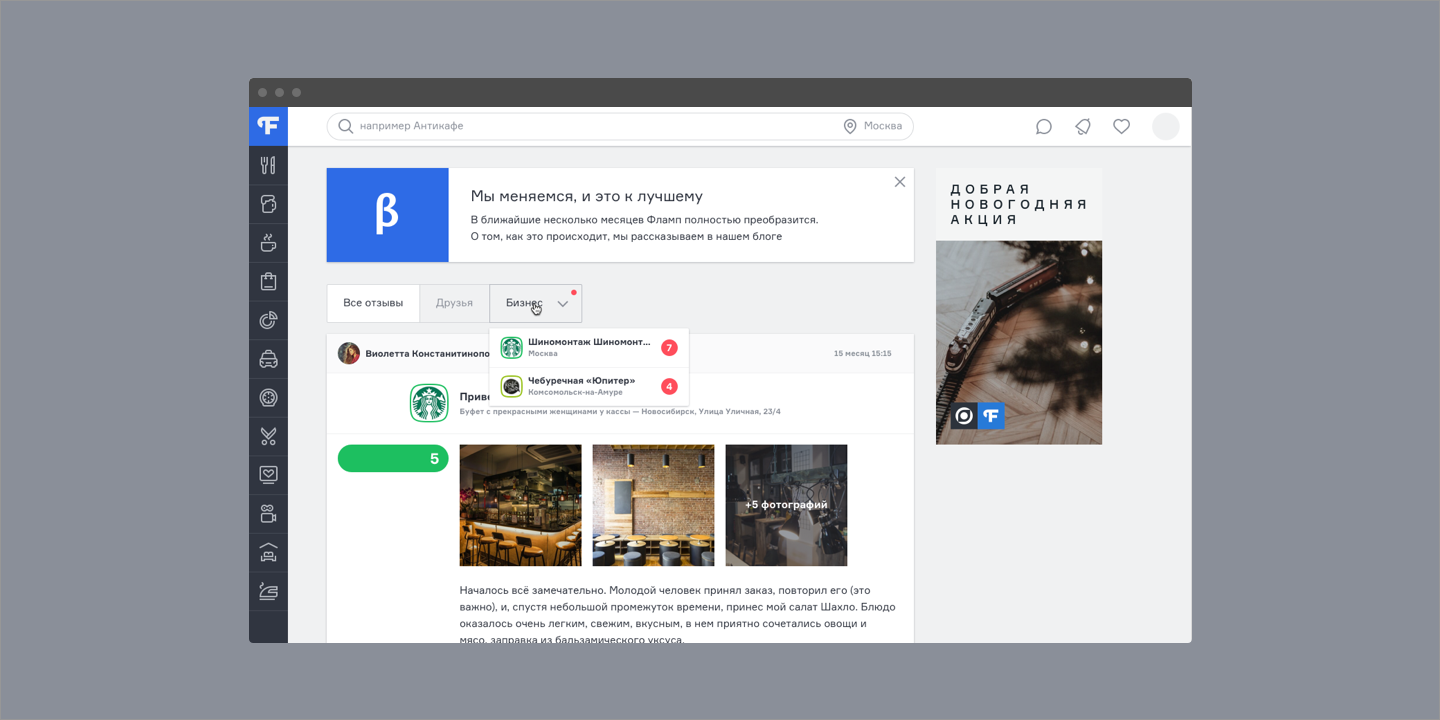 например Антикафе
Москва
β
Мы меняемся, и это к лучшему
В ближайшие несколько месяцев Фламп полностью преобразится.
О том, как это происходит, мы рассказываем в нашем блоге
ДОБРАЯ
НОВОГОДНЯЯ
АКЦИЯ
Все отзывы
Друзья
Бизнес
Шиномонтаж Шиномонт...
Москва
7
Чебуречная «Юпитер»
Комсомольск-на-Амуре
4
Виолетта Константинопо
15 месяц 15:15
Приве
Буфет с прекрасными женщинами у кассы — Новосибирск, Улица Уличная, 23/4
5
+5 фотографий
Началось всё замечательно. Молодой человек принял заказ, повторил его (это
важно), и, спустя небольшой промежуток времени, принес мой салат Шахло. Блюдо
оказалось очень легким, свежим, вкусным, в нем приятно сочетались овощи и
мясо, заправка из бальзамического уксуса.